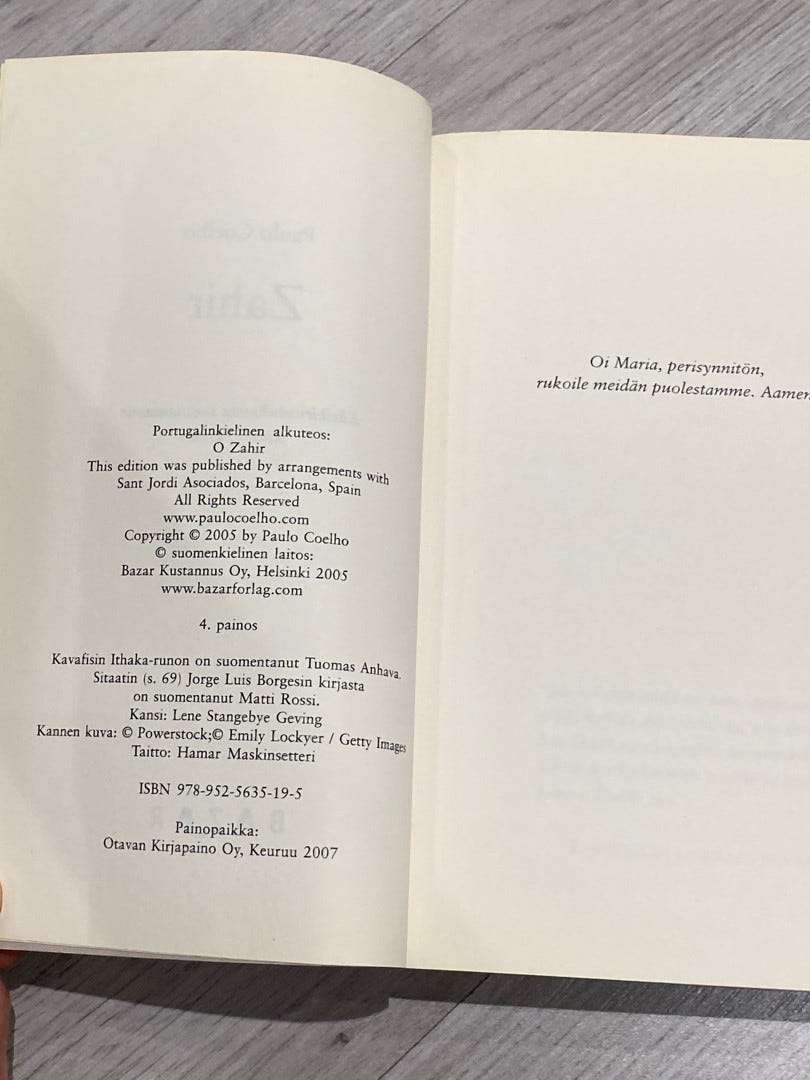 Portugalinkielinen alkuteos:
O Zahir
This edition was published by arrangements with
Sant Jordi Asociados, Barcelona, Spain
All Rights Reserved
www.paulocoelho.com
Copyright © 2005 by Paulo Coelho
© suomenkielinen laitos:
Bazar Kustannus Oy, Helsinki 2005
www.bazarforlag.com
4. painos
Kavafisin Ithaka-runon on suomentanut Tuomas Anhava.
Sitaatin (s. 69) Jorge Luis Borgesin kirjasta
on suomentanut Matti Rossi.
Kansi: Lene Stangebye Geving
Kannen kuva: © Powerstock;© Emily Lockyer / Getty Images
Taitto: Hamar Maskinsetteri
ISBN 978-952-5635-19-5
Painopaikka:
Otavan Kirjapaino Oy, Keuruu 2007
Oi Maria, perisynnitön,
rukoile meidän puolestamme. Aamen
Paulo Coelho
Zahir
BAZAR